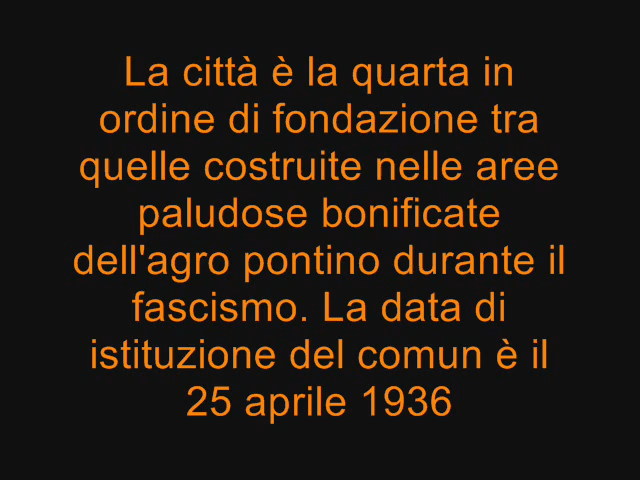 La città è la quarta in
ordine di fondazione tra
quelle costruite nelle aree
paludose bonificate
dell'agro pontino durante il
fascismo. La data di
istituzione del comun è il
25 aprile 1936